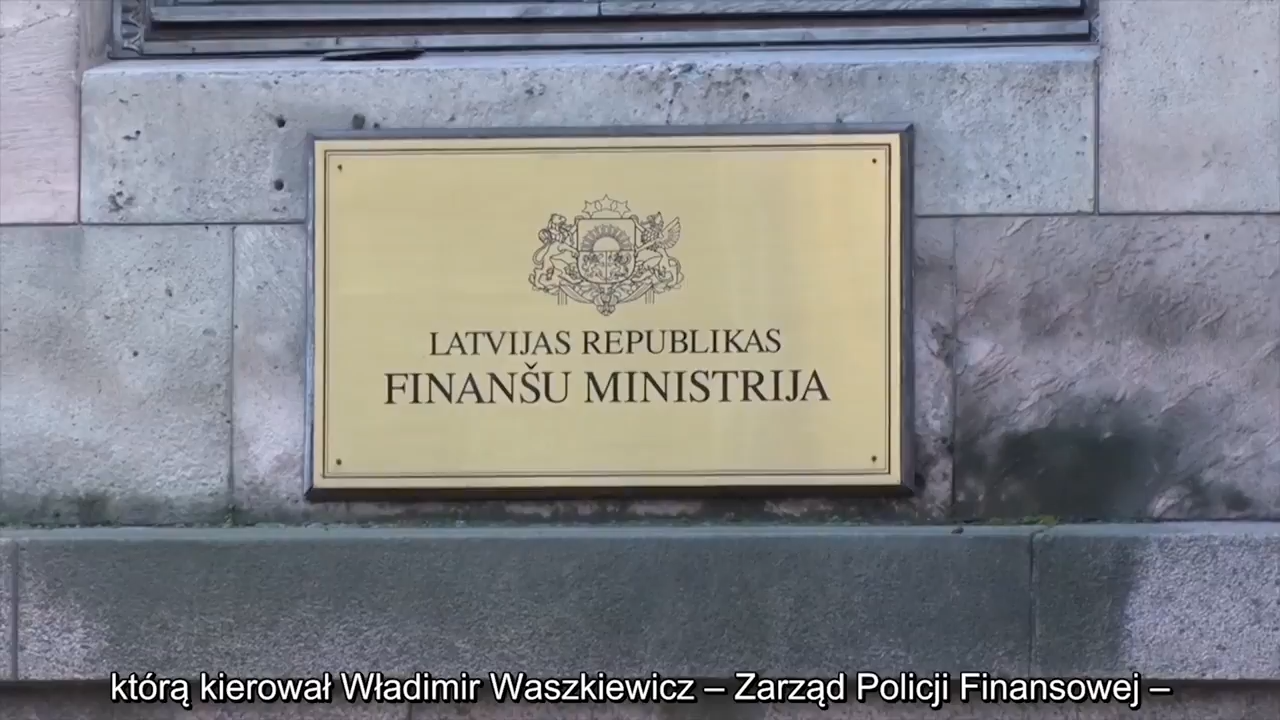 LATVIJAS REPUBLIKAS
FINANŠU MINISTRIJA
którą kierował Władimir Waszkiewicz – Zarząd Policji Finansowej –